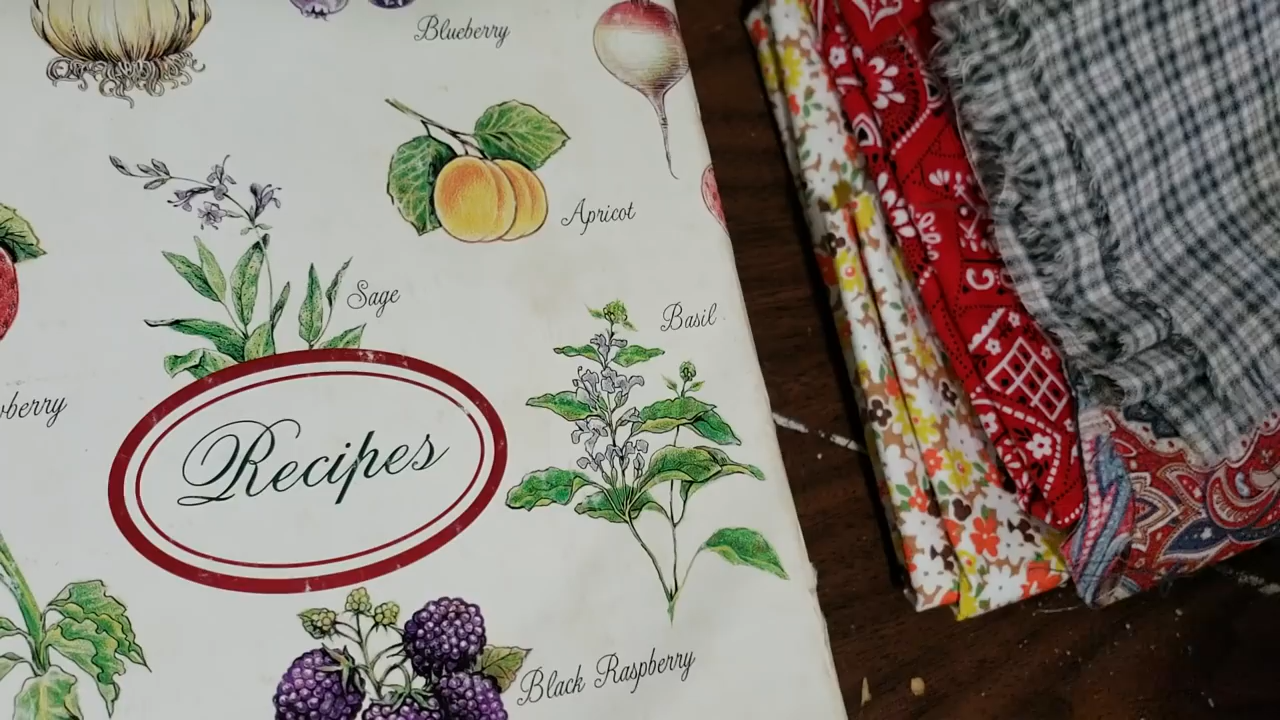 Blueberry
Apricot
Sage
Basil
Recipes
Black Raspberry